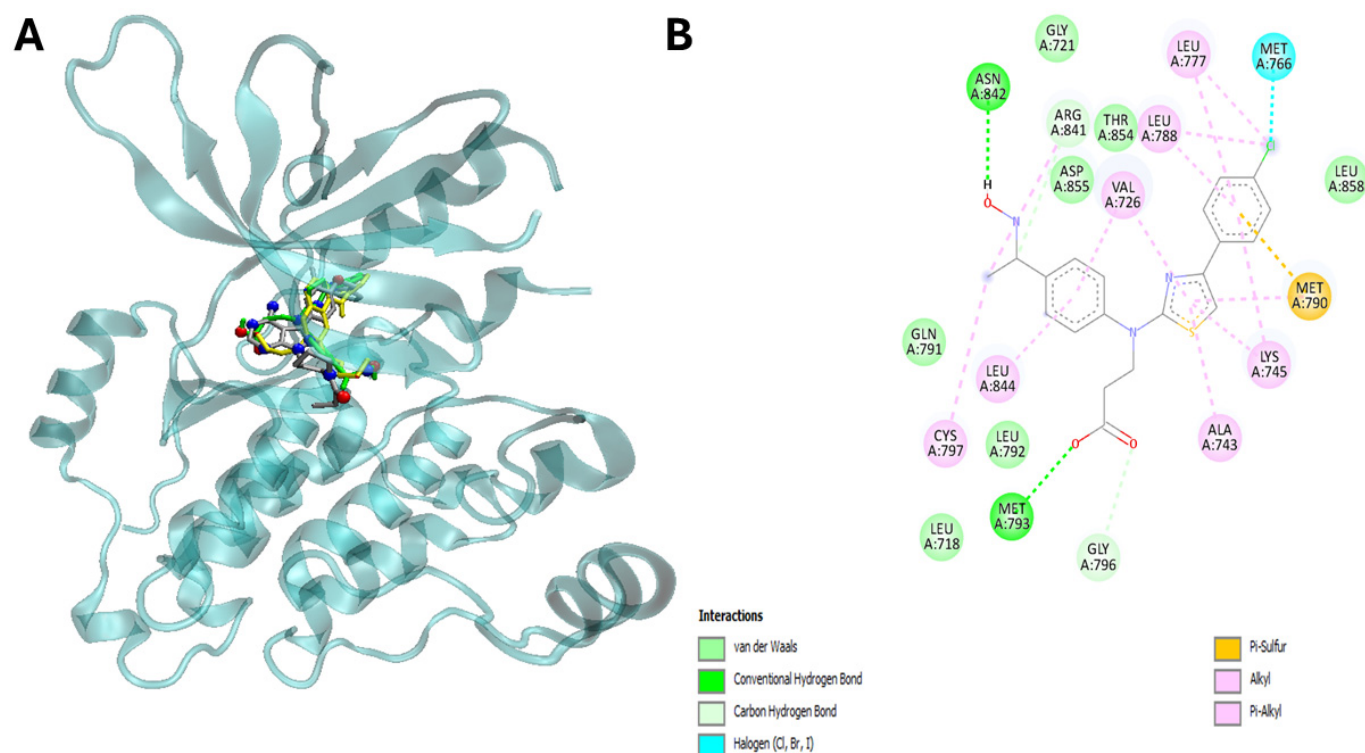 A
B
GLY
A:721
LEU
A:777
MET
A:766
ASN
A:842
ARG
A:841
THR
A:854
LEU
A:788
Cl
ASP
A:855
VAL
A:726
LEU
A:858
H
O
N
N
S
MET
A:790
GLN
A:791
N
LEU
A:844
LYS
A:745
CYS
A:797
LEU
A:792
O
O
ALA
A:743
MET
A:793
LEU
A:718
GLY
A:796
Interactions
van der Waals
Conventional Hydrogen Bond
Carbon Hydrogen Bond
Halogen (Cl, Br, I)
Pi-Sulfur
Alkyl
Pi-Alkyl